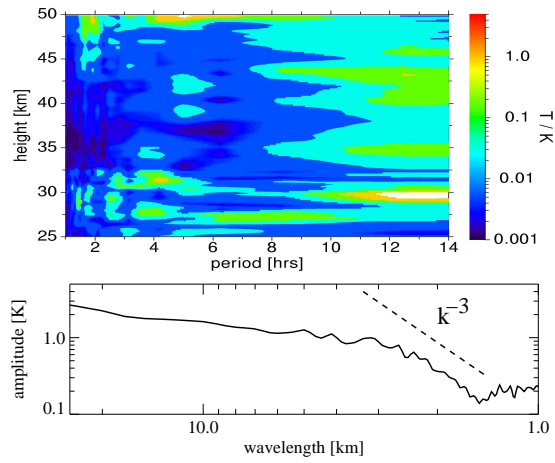 50
45
40
35
30
25
height [km]
2 4 6 8 10 12 14
period [hrs]
1.0
0.1
0.01
0.001
T / K
amplitude [K]
1.0
0.1
k⁻³
10.0 1.0
wavelength [km]